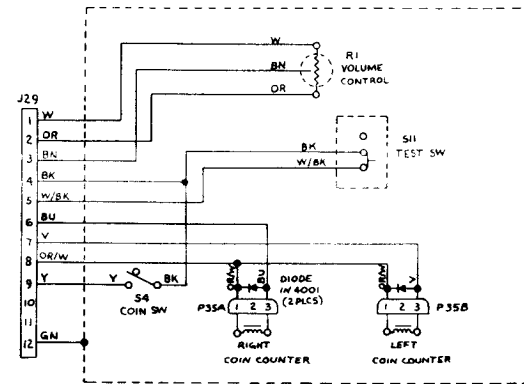 W
R1
VOLUME
CONTROL
BN
OR
J29
1 W
2 OR
3 BN
4 BK
5 W/BK
6 BU
7 V
8 OR/W
9 Y
10
11
12 GN
BK
W/BK
S11
TEST SW
Y
BK
S4
COIN SW
OR/W
BU
DIODE
IN 4001
(2PLCS)
OR/W
V
P35A 1 2 3
1 2 3 P35B
RIGHT
COIN COUNTER
LEFT
COIN COUNTER